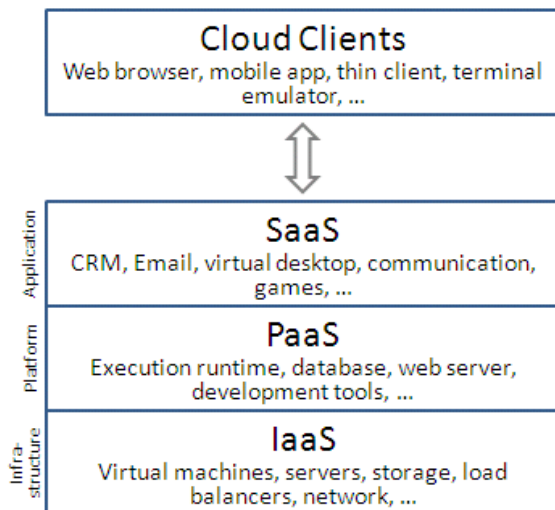 Cloud Clients
Web browser, mobile app, thin client, terminal
emulator, ...
Application
SaaS
CRM, Email, virtual desktop, communication,
games, ...
Platform
PaaS
Execution runtime, database, web server,
development tools, ...
Infra-
structure
IaaS
Virtual machines, servers, storage, load
balancers, network, ...